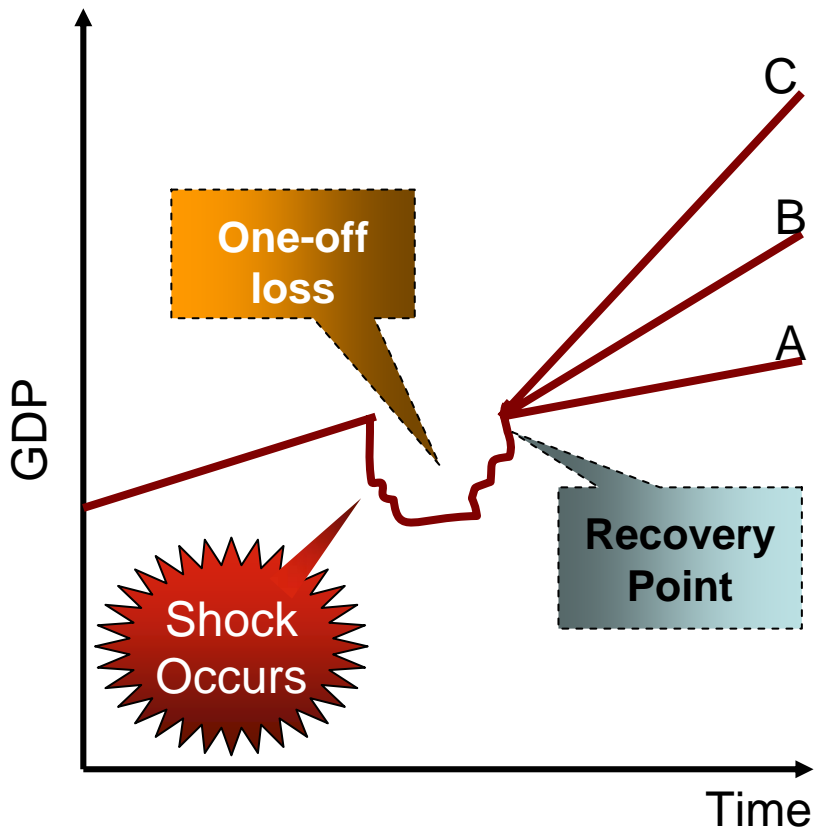 C
One-off
loss
B
A
GDP
Recovery
Point
Shock
Occurs
Time